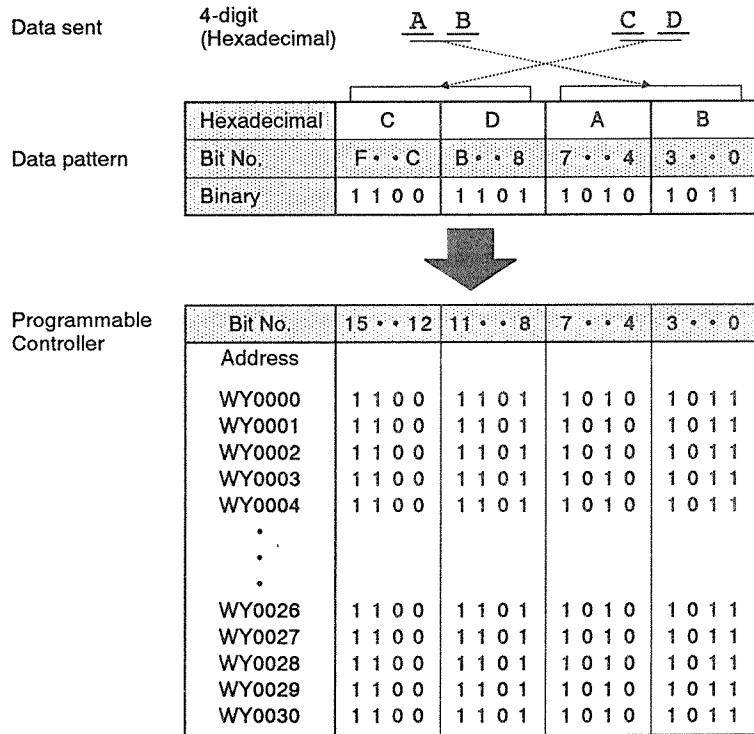 Data sent 4-digit (Hexadecimal) A B C D
Data pattern
Hexadecimal C D A B
Bit No. F・・C B・・8 7・・4 3・・0
Binary 1 1 0 0 1 1 0 1 1 0 1 0 1 0 1 1
Programmable Controller
Bit No. 15・・12 11・・8 7・・4 3・・0
Address
WY0000 1 1 0 0 1 1 0 1 1 0 1 0 1 0 1 1
WY0001 1 1 0 0 1 1 0 1 1 0 1 0 1 0 1 1
WY0002 1 1 0 0 1 1 0 1 1 0 1 0 1 0 1 1
WY0003 1 1 0 0 1 1 0 1 1 0 1 0 1 0 1 1
WY0004 1 1 0 0 1 1 0 1 1 0 1 0 1 0 1 1
・
・
・
WY0026 1 1 0 0 1 1 0 1 1 0 1 0 1 0 1 1
WY0027 1 1 0 0 1 1 0 1 1 0 1 0 1 0 1 1
WY0028 1 1 0 0 1 1 0 1 1 0 1 0 1 0 1 1
WY0029 1 1 0 0 1 1 0 1 1 0 1 0 1 0 1 1
WY0030 1 1 0 0 1 1 0 1 1 0 1 0 1 0 1 1